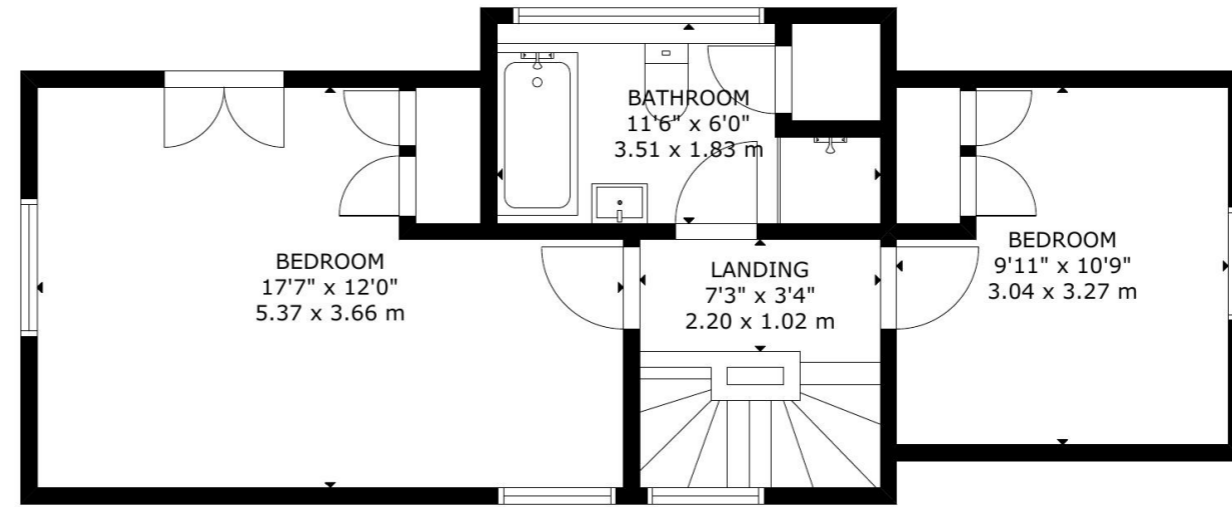 BATHROOM
11'6" x 6'0"
3.51 x 1.83 m
BEDROOM
17'7" x 12'0"
5.37 x 3.66 m
LANDING
7'3" x 3'4"
2.20 x 1.02 m
BEDROOM
9'11" x 10'9"
3.04 x 3.27 m